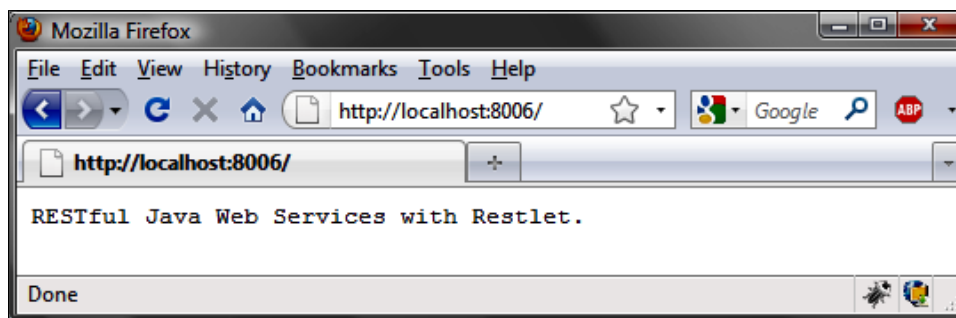 Mozilla Firefox
File Edit View History Bookmarks Tools Help
http://localhost:8006/ Google ABP
http://localhost:8006/
RESTful Java Web Services with Restlet.
Done